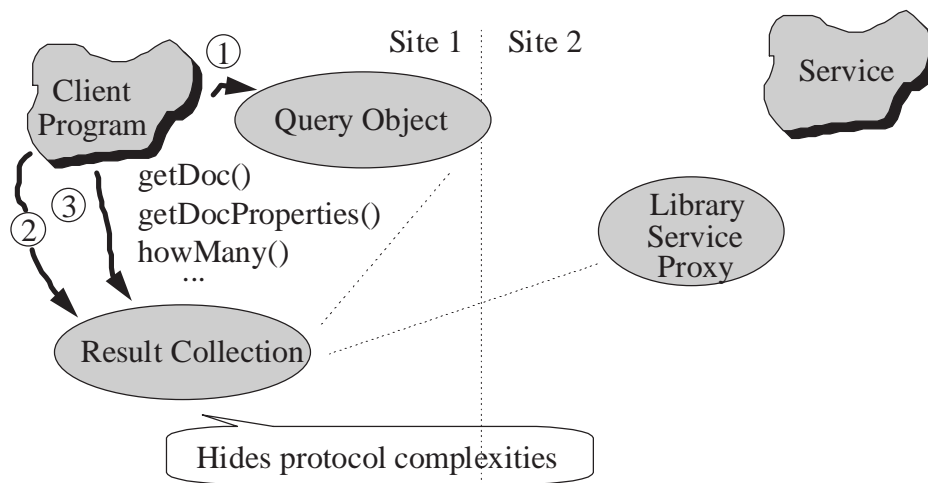 1
Site 1
Site 2
Client
Program
Service
Query Object
getDoc()
getDocProperties()
howMany()
...
2
3
Library
Service
Proxy
Result Collection
Hides protocol complexities